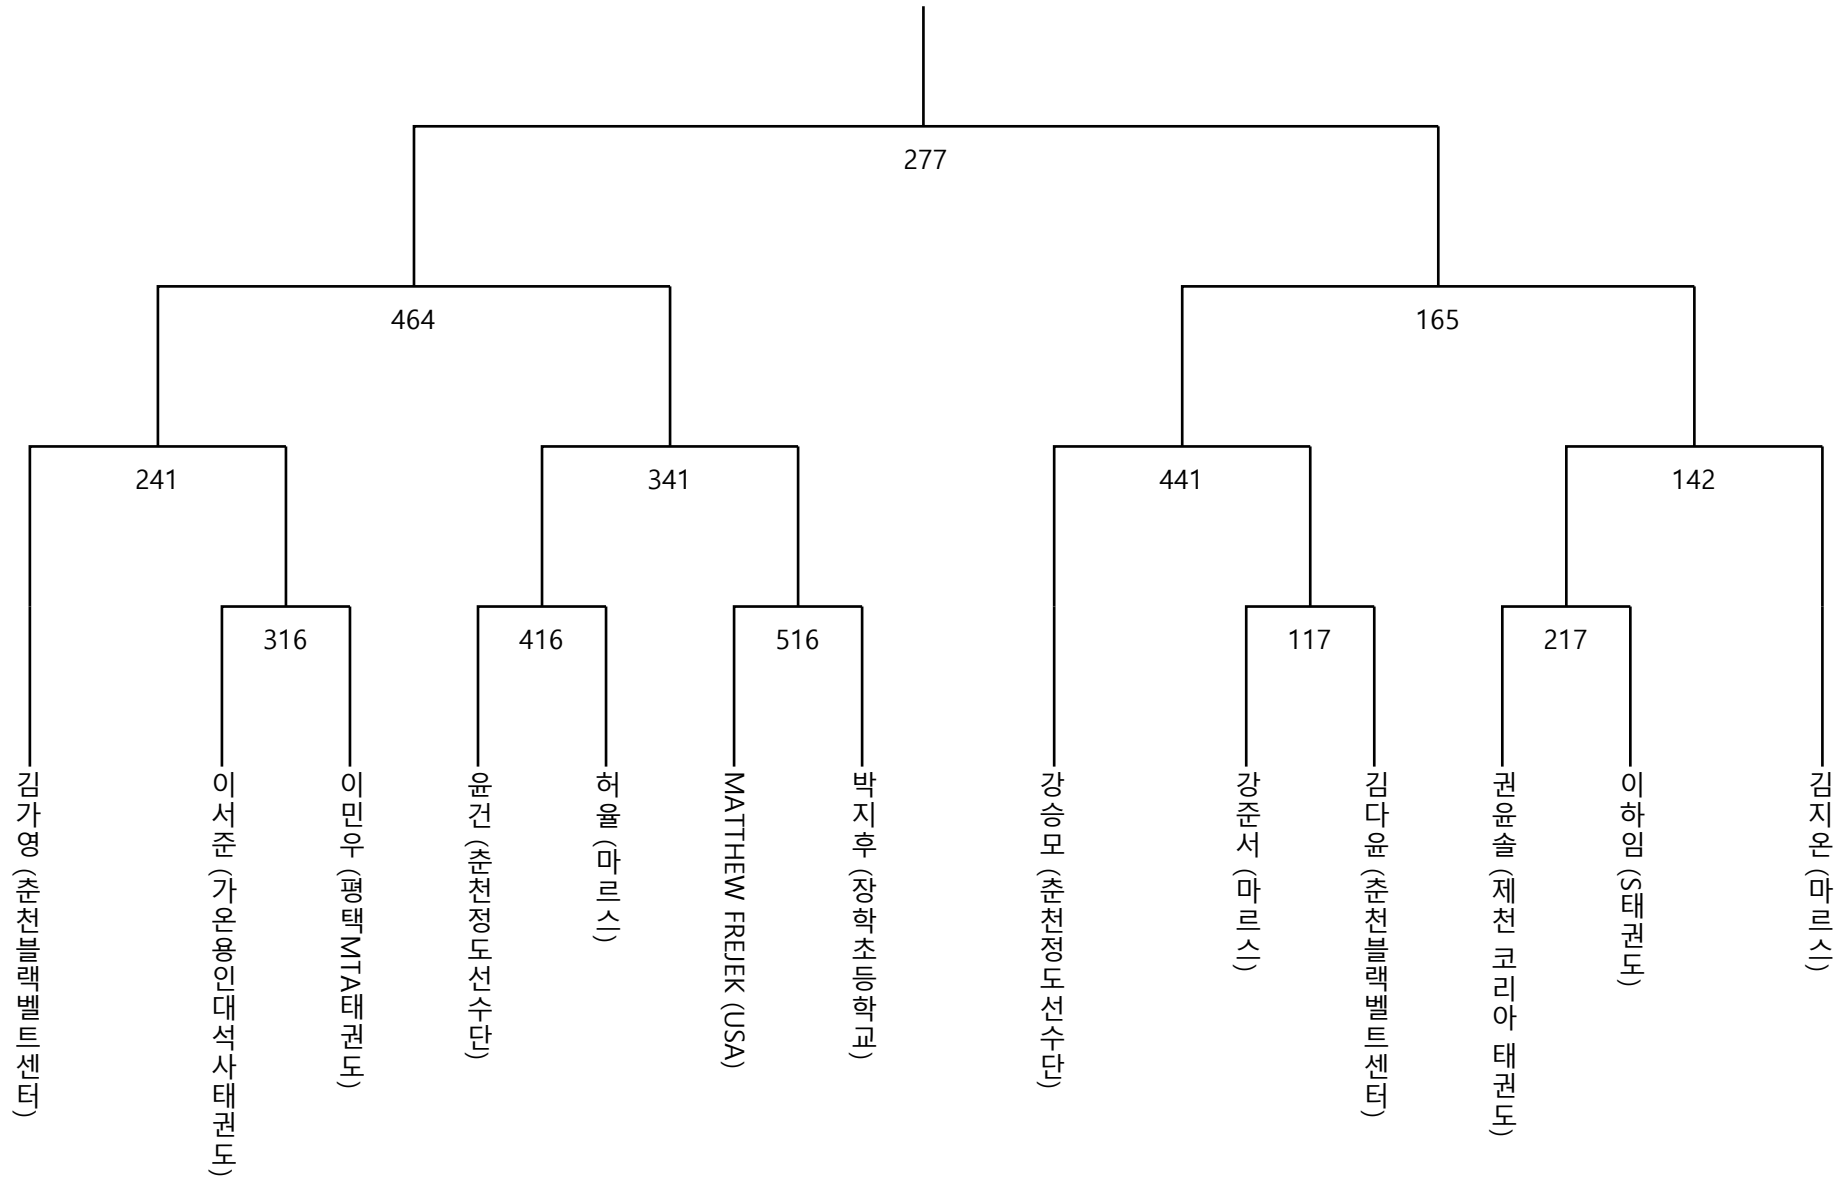 277
464
165
241
341
441
142
316
416
516
117
217
김가영 (춘천블랙벨트센터)
이서준 (가온용인대석사태권도)
이민우 (평택MTA태권도)
윤건 (춘천정도선수단)
허율 (마르스)
MATTHEW FREJEK (USA)
박지후 (장학초등학교)
강승모 (춘천정도선수단)
강준서 (마르스)
김다윤 (춘천블랙벨트센터)
권윤솔 (제천 코리아 태권도)
이하임 (S태권도)
김지온 (마르스)